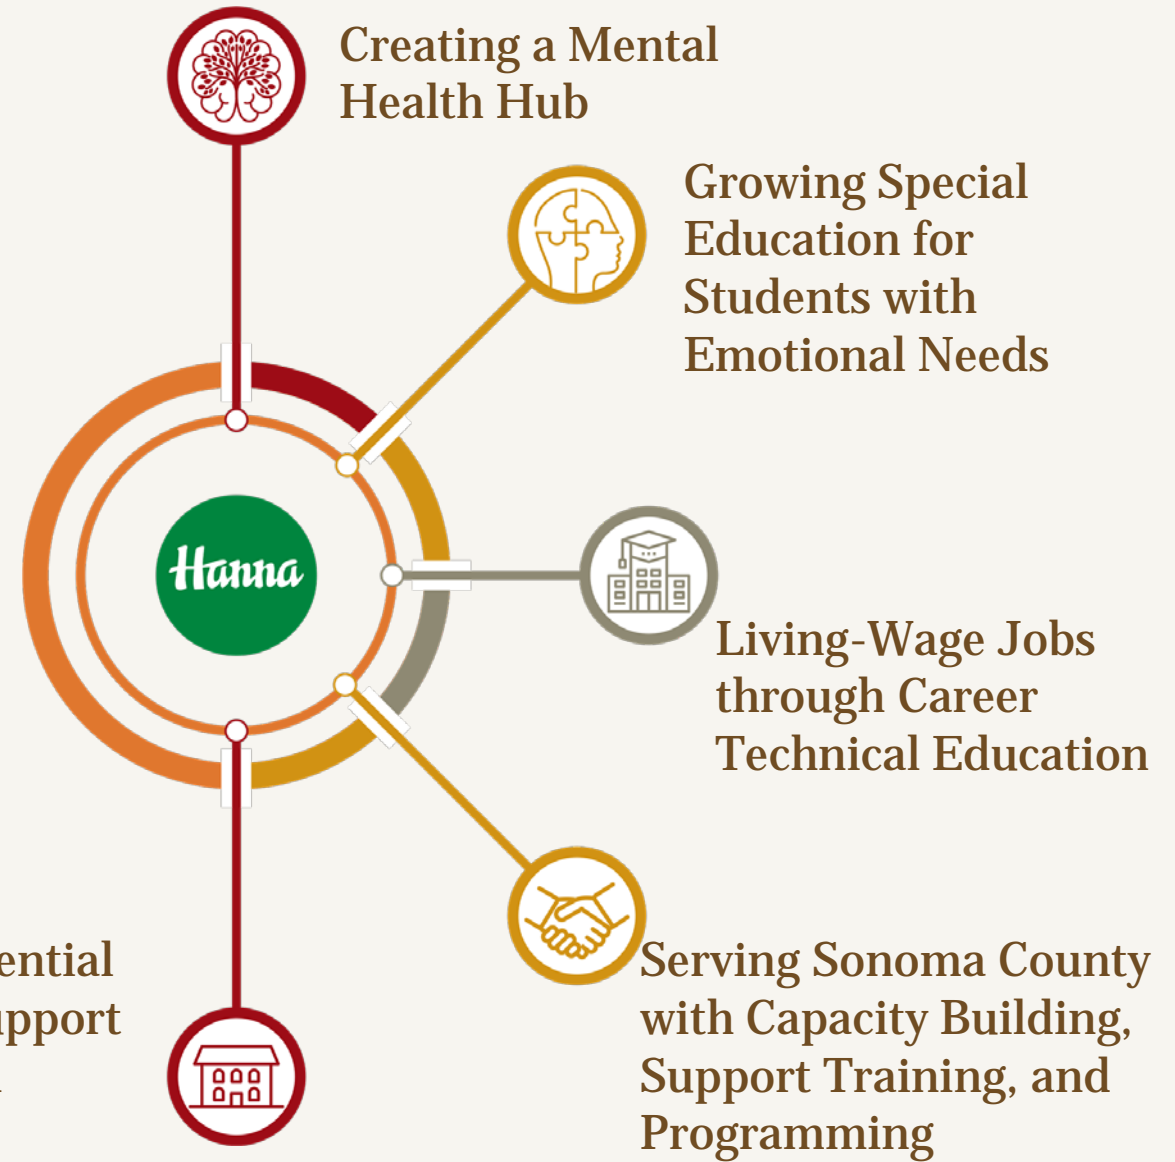 Creating a Mental
Health Hub
Growing Special
Education for
Students with
Emotional Needs
Hanna
Living-Wage Jobs
through Career
Technical Education
Serving Sonoma County
with Capacity Building,
Support Training, and
Programming